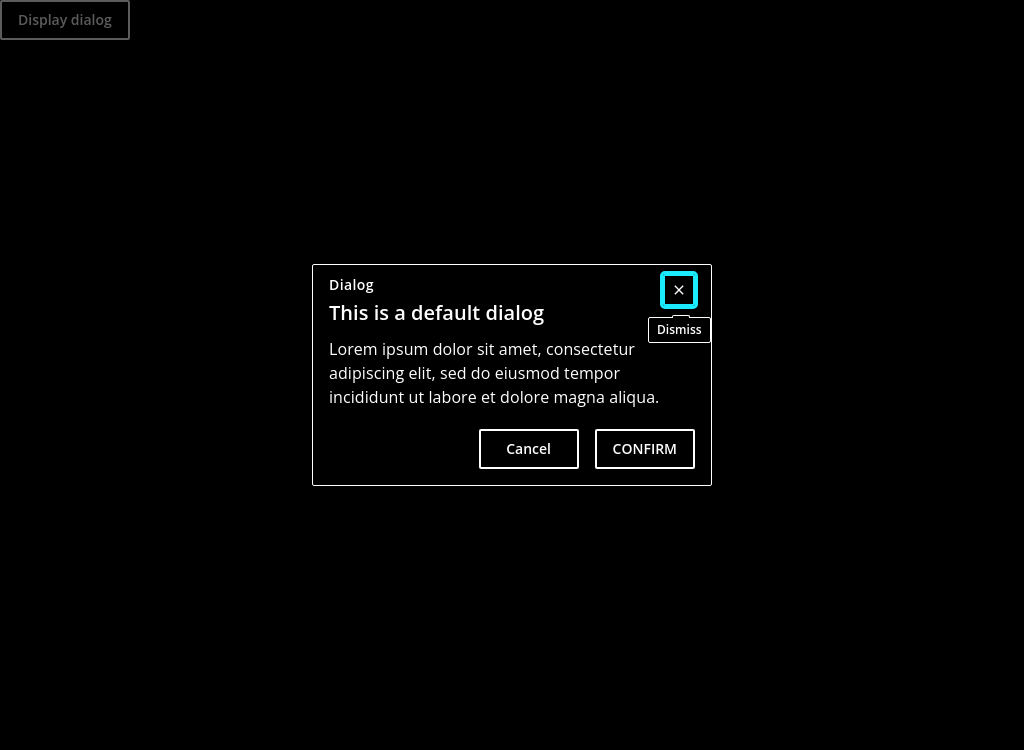 Display dialog
Dialog
This is a default dialog
Dismiss
Lorem ipsum dolor sit amet, consectetur
adipiscing elit, sed do eiusmod tempor
incididunt ut labore et dolore magna aliqua.
Cancel
CONFIRM